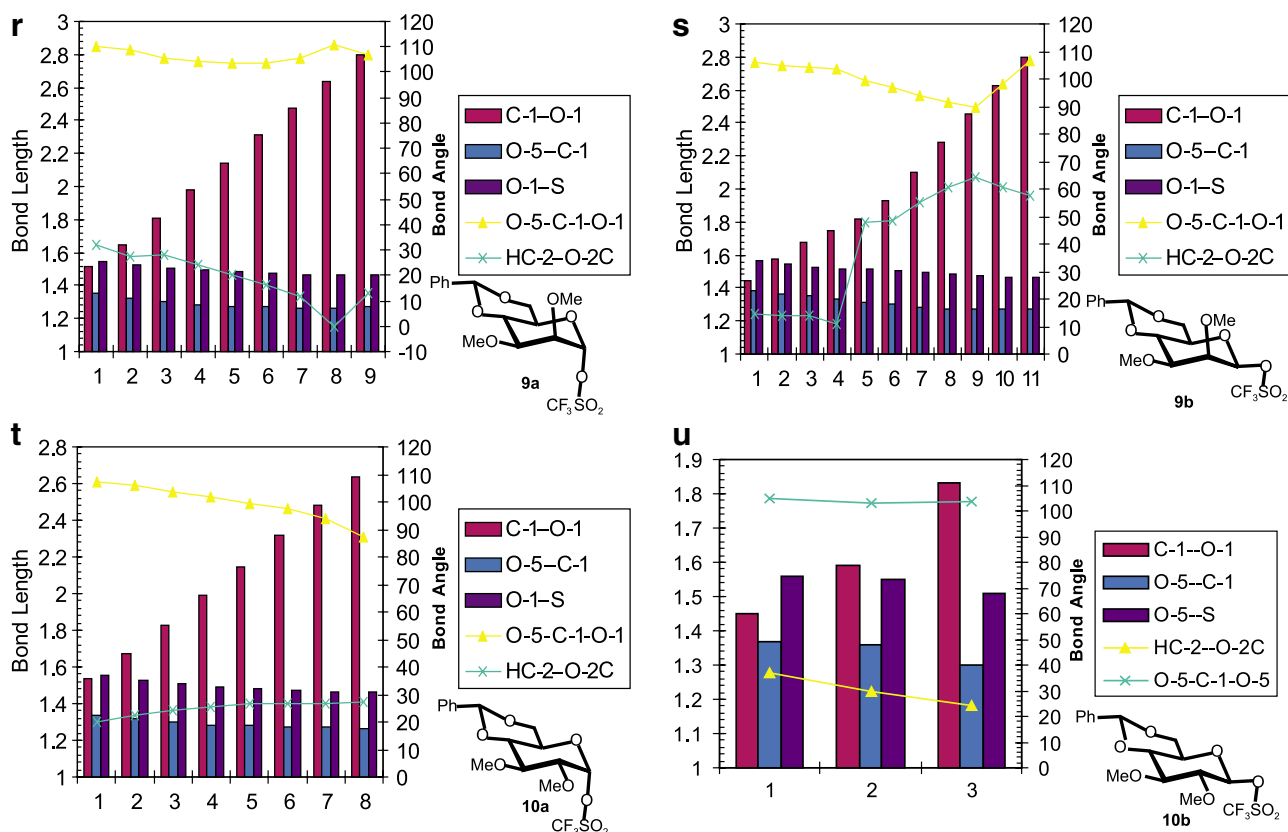 r
Bond Length
3
2.8
2.6
2.4
2.2
2
1.8
1.6
1.4
1.2
1
120
110
100
90
80
70
60
50
40
30
20
10
0
-10
Bond Angle
1 2 3 4 5 6 7 8 9
C-1–O-1
O-5–C-1
O-1–S
O-5-C-1-O-1
HC-2–O-2C
Ph
O
O
O
OMe
MeO
O
CF3SO2
9a
s
3
2.8
2.6
2.4
2.2
2
1.8
1.6
1.4
1.2
1
120
110
100
90
80
70
60
50
40
30
20
10
0
Bond Angle
1 2 3 4 5 6 7 8 9 10 11
C-1–O-1
O-5–C-1
O-1–S
O-5-C-1-O-1
HC-2–O-2C
Ph
O
O
O
OMe
MeO
O
CF3SO2
9b
t
Bond Length
2.8
2.6
2.4
2.2
2
1.8
1.6
1.4
1.2
1
120
110
100
90
80
70
60
50
40
30
20
10
0
Bond Angle
1 2 3 4 5 6 7 8
C-1–O-1
O-5–C-1
O-1–S
O-5-C-1-O-1
HC-2–O-2C
Ph
O
O
O
MeO
MeO
O
CF3SO2
10a
u
1.9
1.8
1.7
1.6
1.5
1.4
1.3
1.2
1.1
1
120
110
100
90
80
70
60
50
40
30
20
10
0
Bond Angle
1 2 3
C-1--O-1
O-5--C-1
O-5--S
HC-2--O-2C
O-5-C-1-O-5
Ph
O
O
O
MeO
MeO
O
CF3SO2
10b